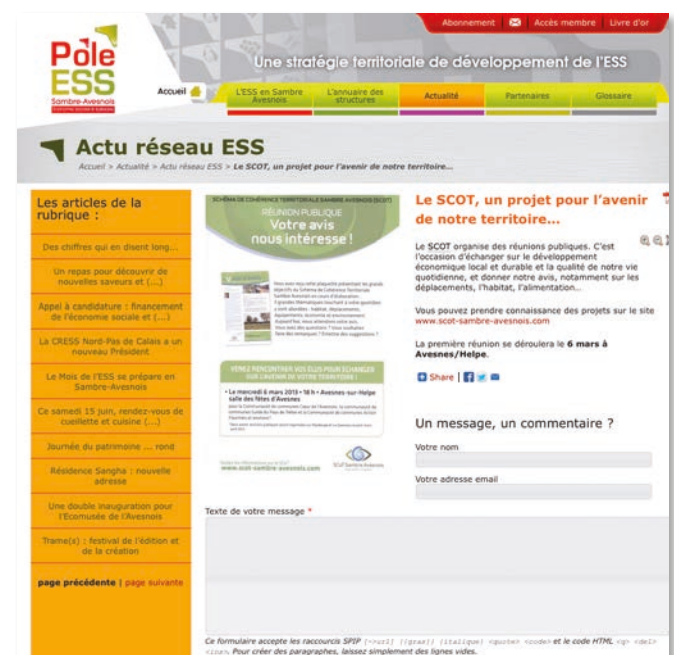 Abonnement
Accès membre
Livre d'or
Pôle
ESS
Sambre-Avesnois
Une stratégie territoriale de développement de l'ESS
Accueil
L'ESS en Sambre
Avesnois
L'annuaire des
structures
Actualité
Partenaires
Glossaire
Actu réseau ESS
Accueil > Actualité > Actu réseau ESS > Le SCOT, un projet pour l'avenir de notre territoire...
Les articles de la
rubrique :
Des chiffres qui en disent long...
Un repas pour découvrir de
nouvelles saveurs et (...)
Appel à candidature : financement
de l'économie sociale et (...)
La CRESS Nord-Pas de Calais a un
nouveau Président
Le Mois de l'ESS se prépare en
Sambre-Avesnois
Ce samedi 15 juin, rendez-vous de
cueillette et cuisine (...)
Journée du patrimoine ... rond
Résidence Sangha : nouvelle
adresse
Une double inauguration pour
l'Ecomusée de l'Avesnois
Trame(x) : festival de l'édition et
de la création
page précédente | page suivante
SCHÉMA DE COHÉRENCE TERRITORIALE SAMBRE AVESNOIS (SCOT)
RÉUNION PUBLIQUE
Votre avis
nous intéresse !
VENEZ RENCONTRER VOS ÉLUS POUR ÉCHANGER
SUR L'AVENIR DE VOTRE TERRITOIRE !
• Le mercredi 6 mars 2013 • 18 h • Avesnes-sur-Helpe
salle des fêtes d'Avesnes
www.scot-sambre-avesnois.com
SCoT Sambre Avesnois
Le SCOT, un projet pour l'avenir
de notre territoire...
Le SCOT organise des réunions publiques. C'est
l'occasion d'échanger sur le développement
économique local et durable et la qualité de notre vie
quotidienne, et donner notre avis, notamment sur les
déplacements, l'habitat, l'alimentation...
Vous pouvez prendre connaissance des projets sur le site
www.scot-sambre-avesnois.com
La première réunion se déroulera le 6 mars à
Avesnes/Helpe.
Share
Un message, un commentaire ?
Votre nom
Votre adresse email
Texte de votre message *
Ce formulaire accepte les raccourcis SPIP [->url] {{gras}} {italique} <quote> <code> et le code HTML <q> <del>
<ins>. Pour créer des paragraphes, laissez simplement des lignes vides.